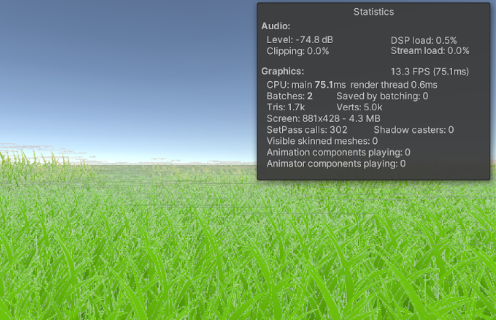 Statistics
Audio:
Level: -74.8 dB DSP load: 0.5%
Clipping: 0.0% Stream load: 0.0%
Graphics: 13.3 FPS (75.1ms)
CPU: main 75.1ms render thread 0.6ms
Batches: 2 Saved by batching: 0
Tris: 1.7k Verts: 5.0k
Screen: 881x428 - 4.3 MB
SetPass calls: 302 Shadow casters: 0
Visible skinned meshes: 0
Animation components playing: 0
Animator components playing: 0